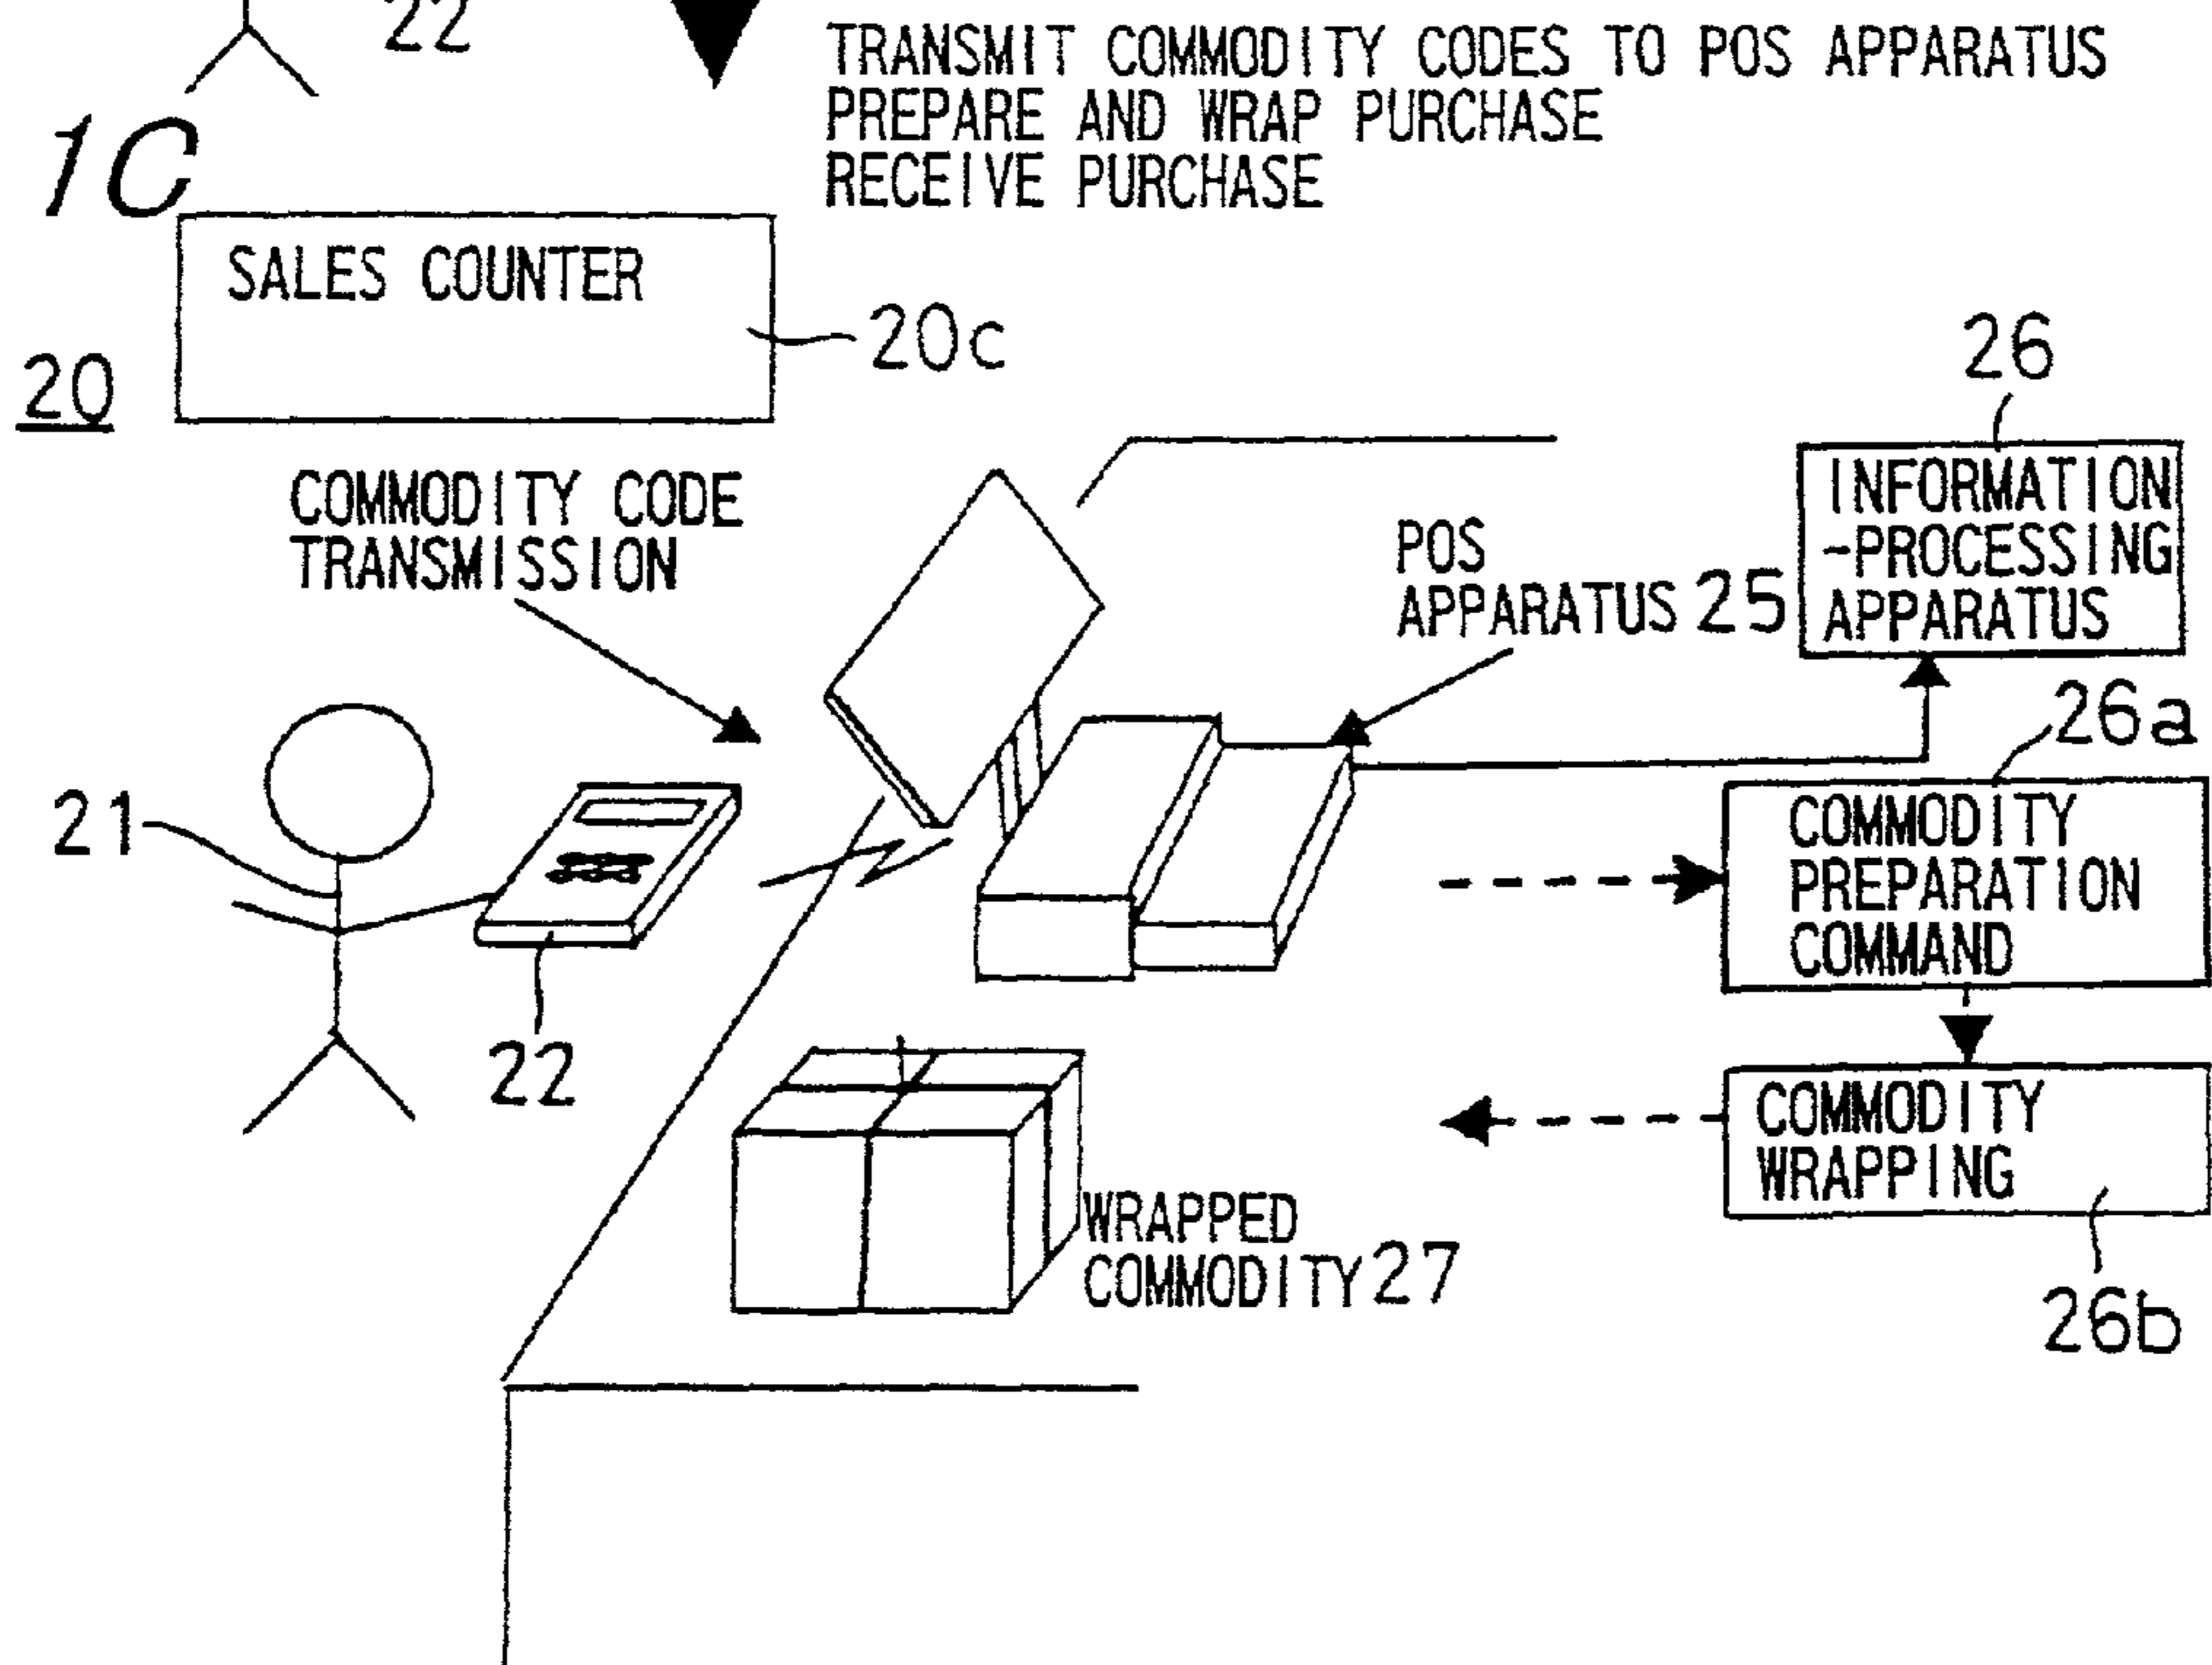 22
TRANSMIT COMMODITY CODES TO POS APPARATUS
PREPARE AND WRAP PURCHASE
RECEIVE PURCHASE
1C
SALES COUNTER
20c
20
26
COMMODITY CODE
TRANSMISSION
INFORMATION
-PROCESSING
APPARATUS
POS
APPARATUS 25
26a
21
COMMODITY
PREPARATION
COMMAND
22
COMMODITY
WRAPPING
WRAPPED
COMMODITY 27
26b